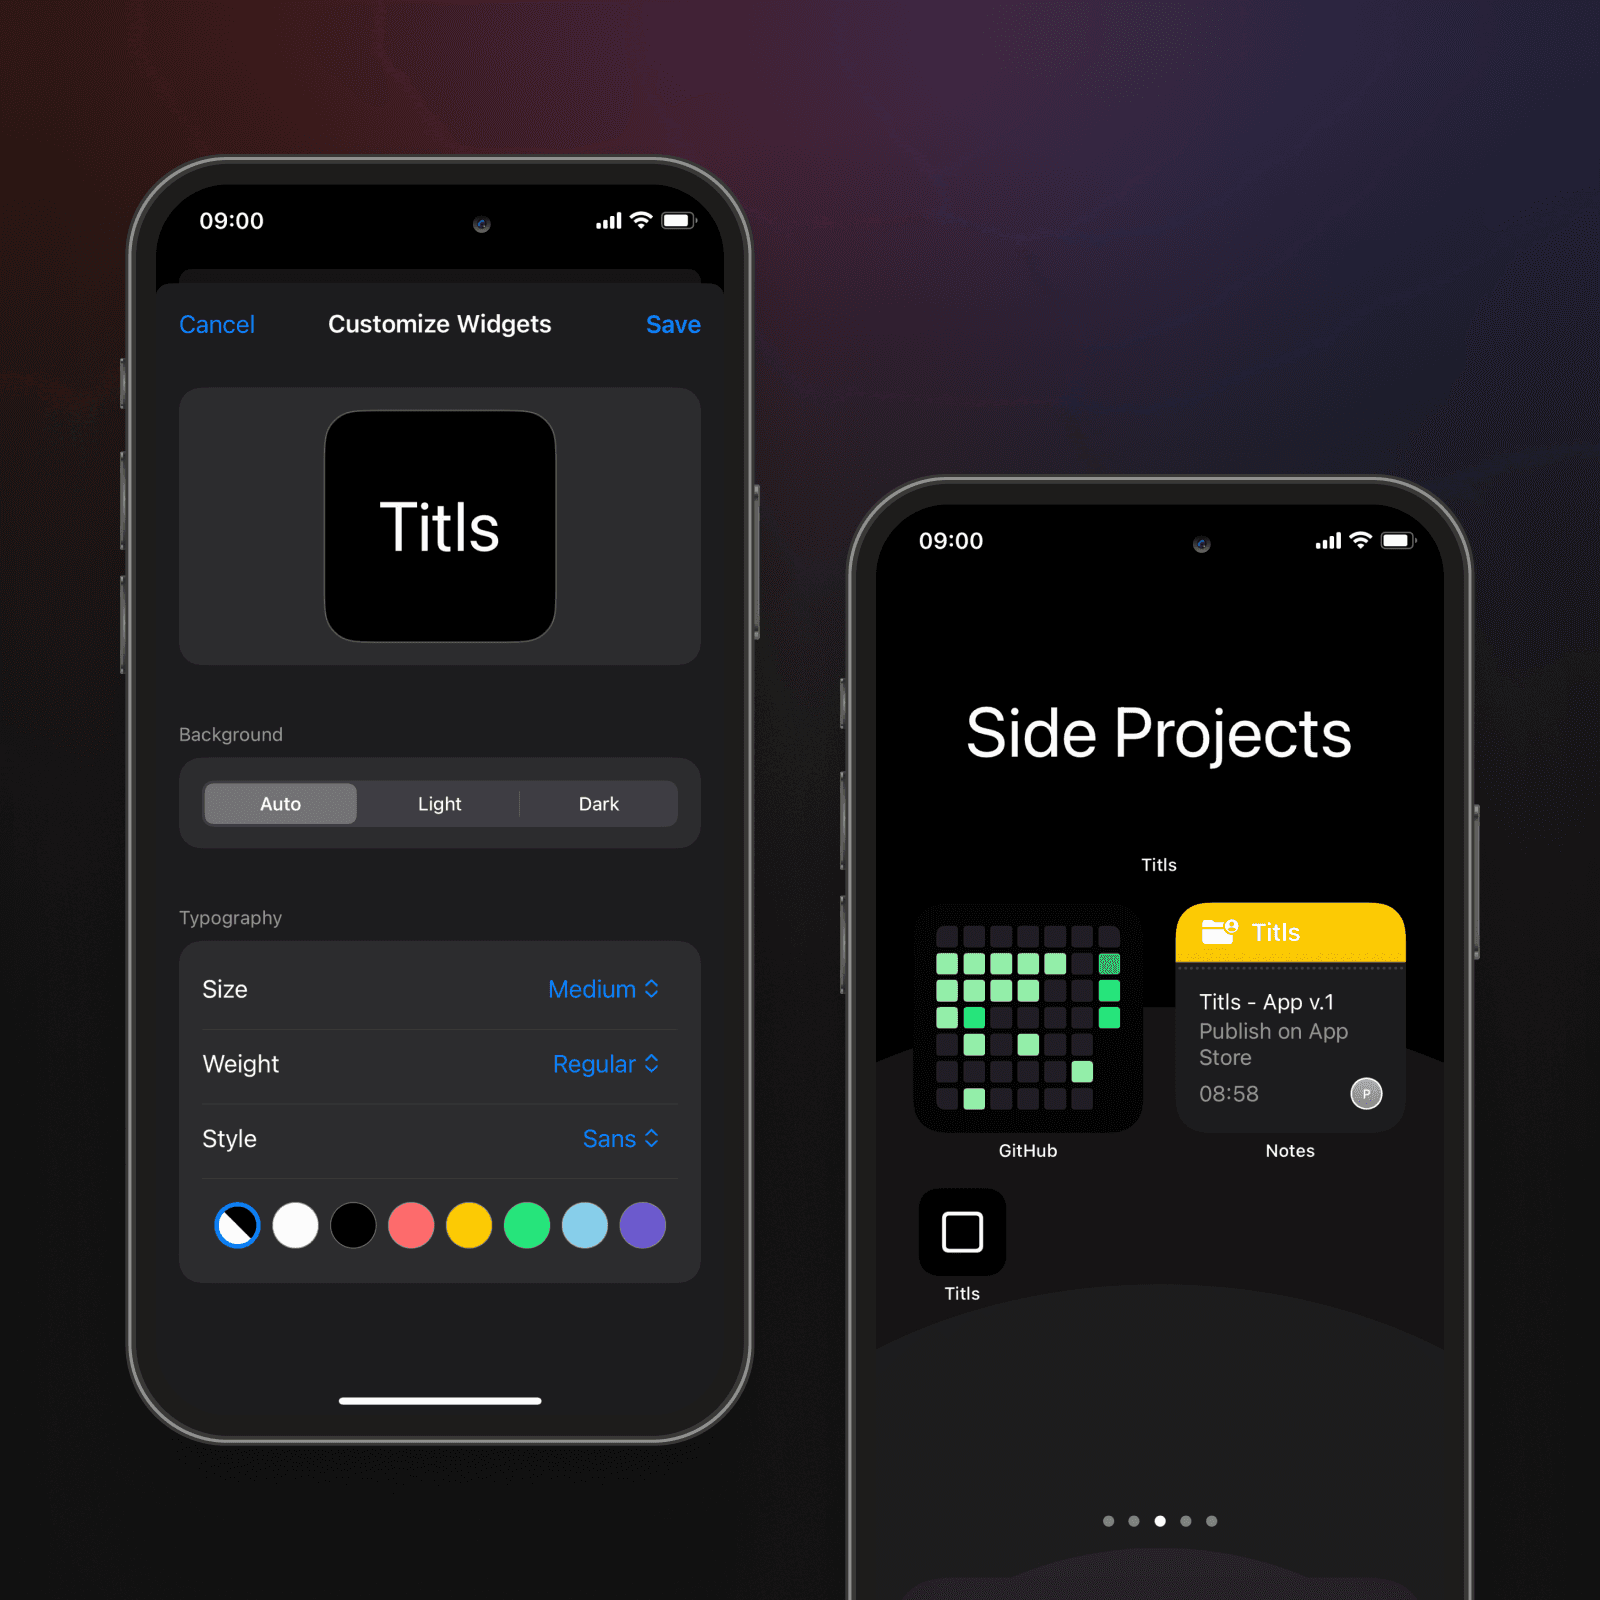 09:00
Cancel
Customize Widgets
Save
Titls
Background
Auto
Light
Dark
Typography
Size
Medium
Weight
Regular
Style
Sans
09:00
Side Projects
Titls
Titls
Titls - App v.1
Publish on App
Store
08:58
P
GitHub
Notes
Titls